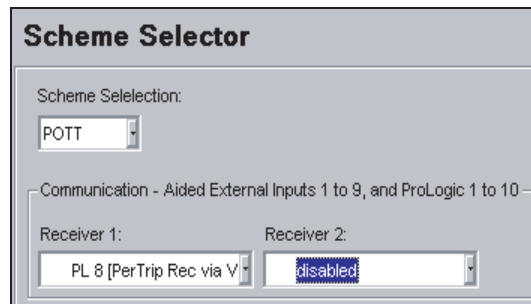 Scheme Selector
Scheme Selelection:
POTT
Communication - Aided External Inputs 1 to 9, and ProLogic 1 to 10
Receiver 1: Receiver 2:
PL 8 [PerTrip Rec via V disabled